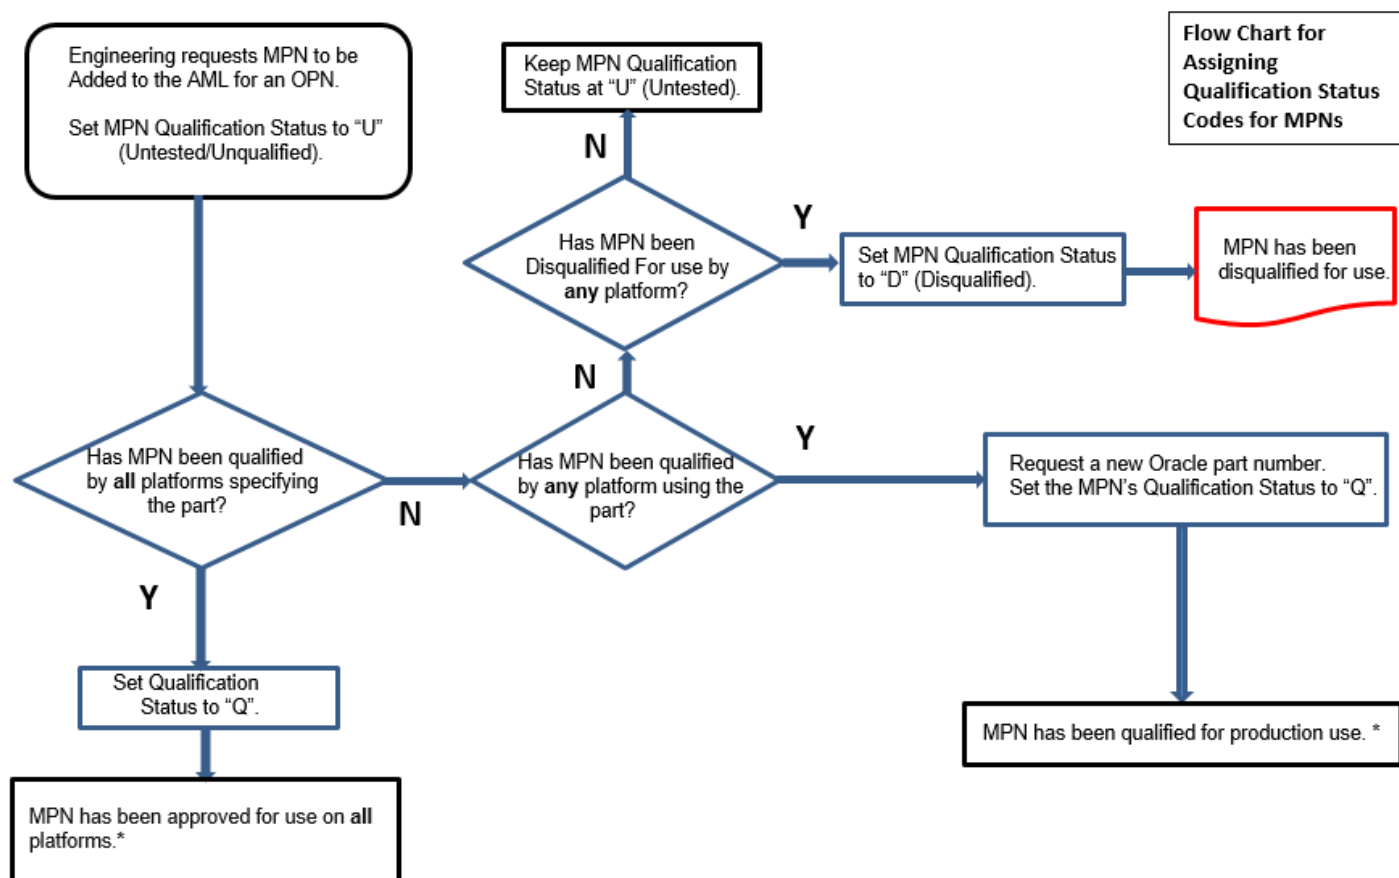 Engineering requests MPN to be
Added to the AML for an OPN.
Set MPN Qualification Status to “U”
(Untested/Unqualified).
Keep MPN Qualification
Status at “U” (Untested).
Flow Chart for
Assigning
Qualification Status
Codes for MPNs
N
Has MPN been
Disqualified For use by
any platform?
Y
Set MPN Qualification Status
to “D” (Disqualified).
MPN has been
disqualified for use.
N
Has MPN been qualified
by all platforms specifying
the part?
N
Has MPN been qualified
by any platform using the
part?
Y
Request a new Oracle part number.
Set the MPN’s Qualification Status to “Q”.
Y
Set Qualification
Status to “Q”.
MPN has been qualified for production use. *
MPN has been approved for use on all
platforms.*